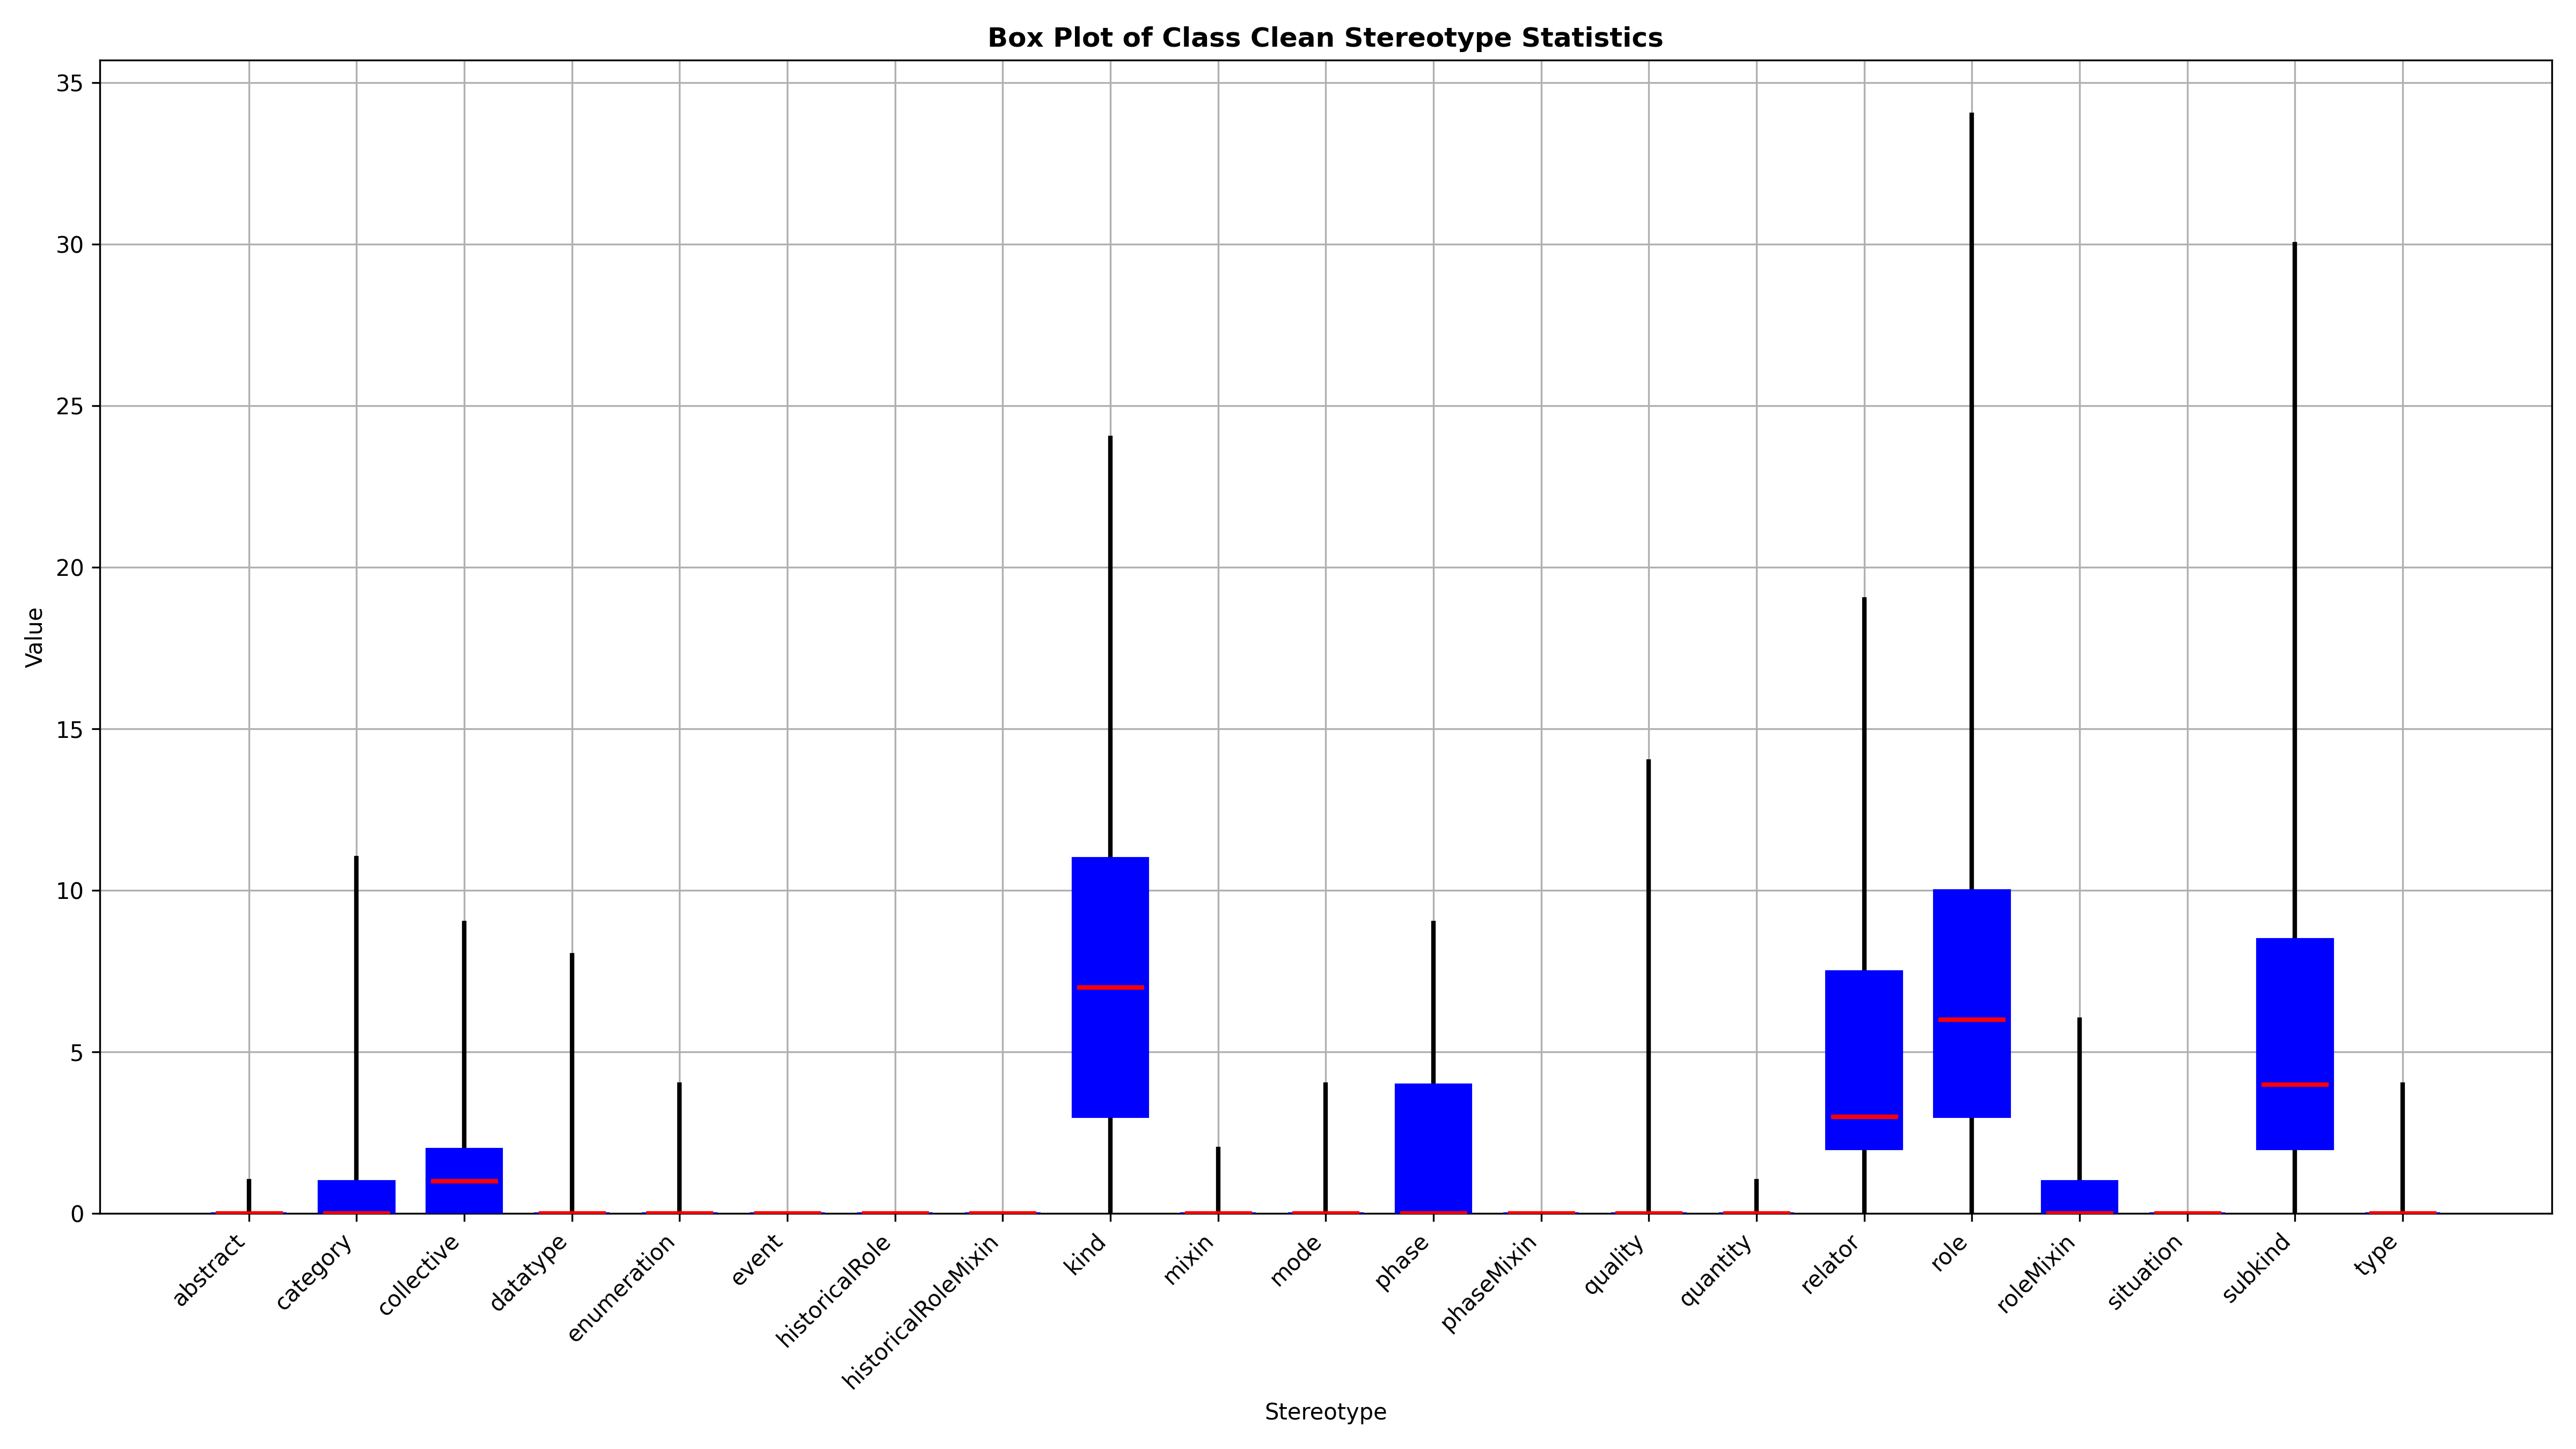 Box Plot of Class Clean Stereotype Statistics
35
30
25
20
15
10
5
0
Value
abstract
category
collective
datatype
enumeration
event
historicalRole
historicalRoleMixin
kind
mixin
mode
phase
phaseMixin
quality
quantity
relator
role
roleMixin
situation
subkind
type
Stereotype